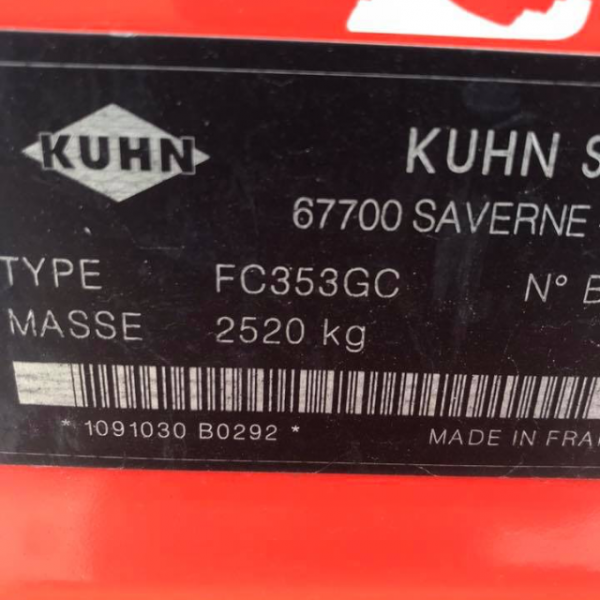 KUHN
KUHN S
67700 SAVERNE
TYPE FC353GC N° B
MASSE 2520 kg
* 1091030 B0292 * MADE IN FRA